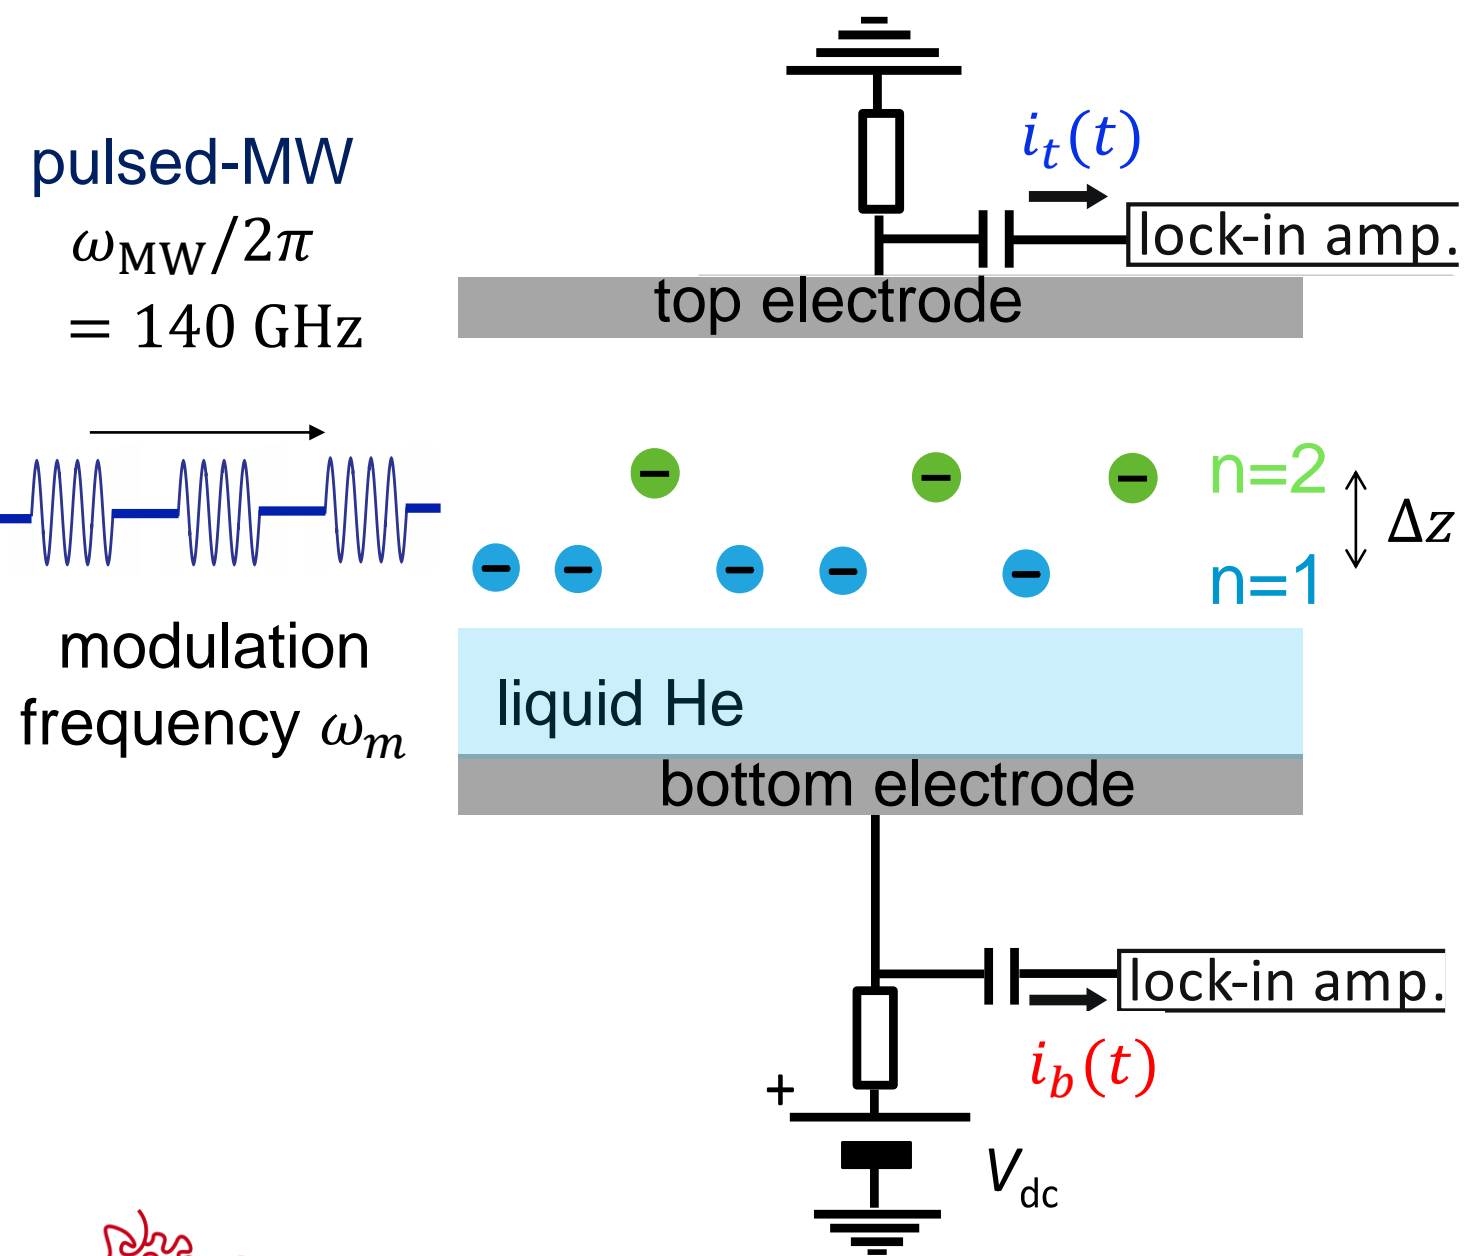 pulsed-MW
ω_MW/2π
= 140 GHz
modulation
frequency ω_m
i_t(t)
lock-in amp.
top electrode
n=2
Δz
n=1
liquid He
bottom electrode
lock-in amp.
i_b(t)
+
V_dc